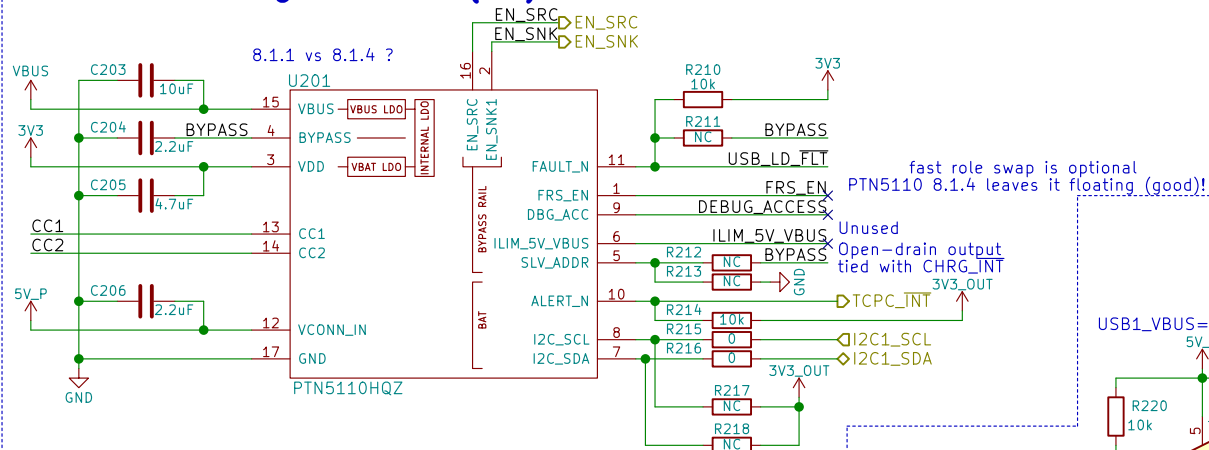 EN_SRC
EN_SRC
EN_SNK
EN_SNK
8.1.1 vs 8.1.4 ?
VBUS
C203
10uF
U201
16
2
R210
10k
3V3
15
VBUS
VBUS LDO
INTERNAL LDO
EN_SRC
EN_SNK1
3V3
C204
2.2uF
BYPASS
4
BYPASS
R211
NC
BYPASS
3
VDD
VBAT LDO
FAULT_N
11
USB_LD_FLT
fast role swap is optional
PTN5110 8.1.4 leaves it floating (good)!
C205
4.7uF
BYPASS RAIL
FRS_EN
1
FRS_EN
DBG_ACC
9
DEBUG_ACCESS
CC1
13
CC1
CC2
14
CC2
ILIM_5V_VBUS
6
ILIM_5V_VBUS
Unused
SLV_ADDR
5
R212
NC
BYPASS
Open-drain output
tied with CHRG_INT
R213
NC
GND
5V_P
C206
2.2uF
BAT
ALERT_N
10
TCPC_INT
3V3_OUT
R214
10k
12
VCONN_IN
I2C_SCL
8
R215
0
I2C1_SCL
USB1_VBUS=
17
GND
I2C_SDA
7
R216
0
I2C1_SDA
5V_
GND
PTN5110HQZ
3V3_OUT
R217
NC
R218
NC
R220
10k
5